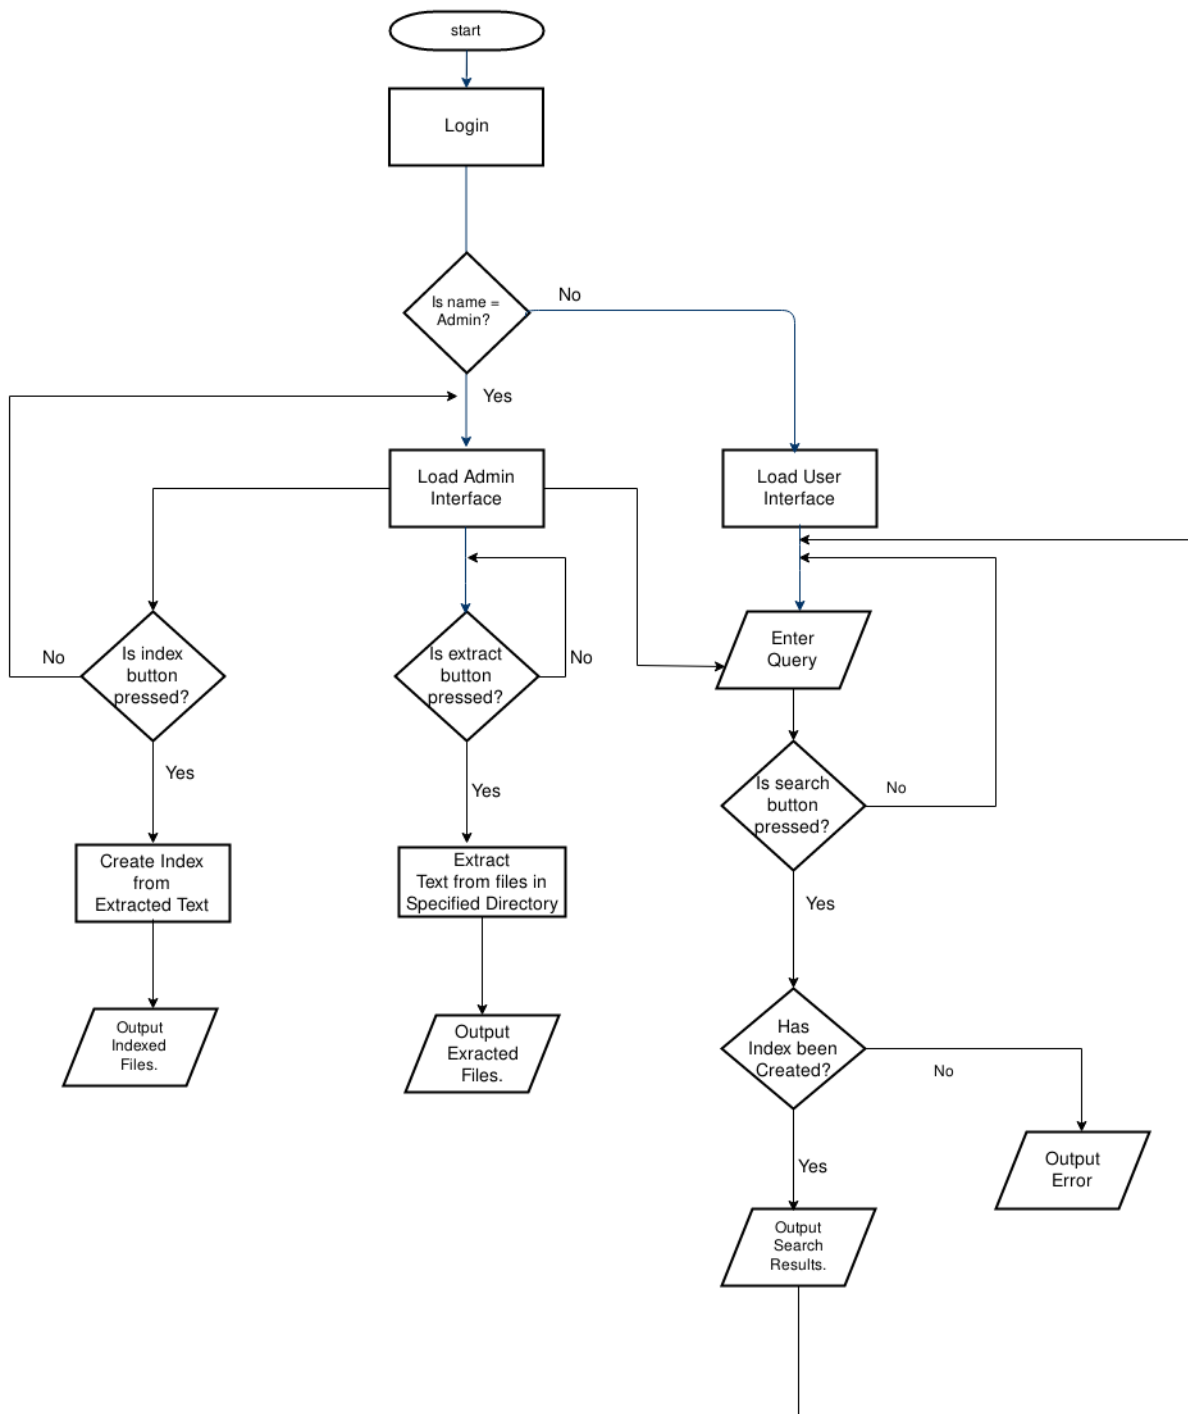 start
Login
Is name =
Admin?
No
Yes
Load Admin
Interface
Load User
Interface
Is index
button
pressed?
No
Yes
Is extract
button
pressed?
No
Yes
Enter
Query
Is search
button
pressed?
No
Yes
Create Index
from
Extracted Text
Extract
Text from files in
Specified Directory
Output
Indexed
Files.
Output
Exracted
Files.
Has
Index been
Created?
No
Yes
Output
Error
Output
Search
Results.